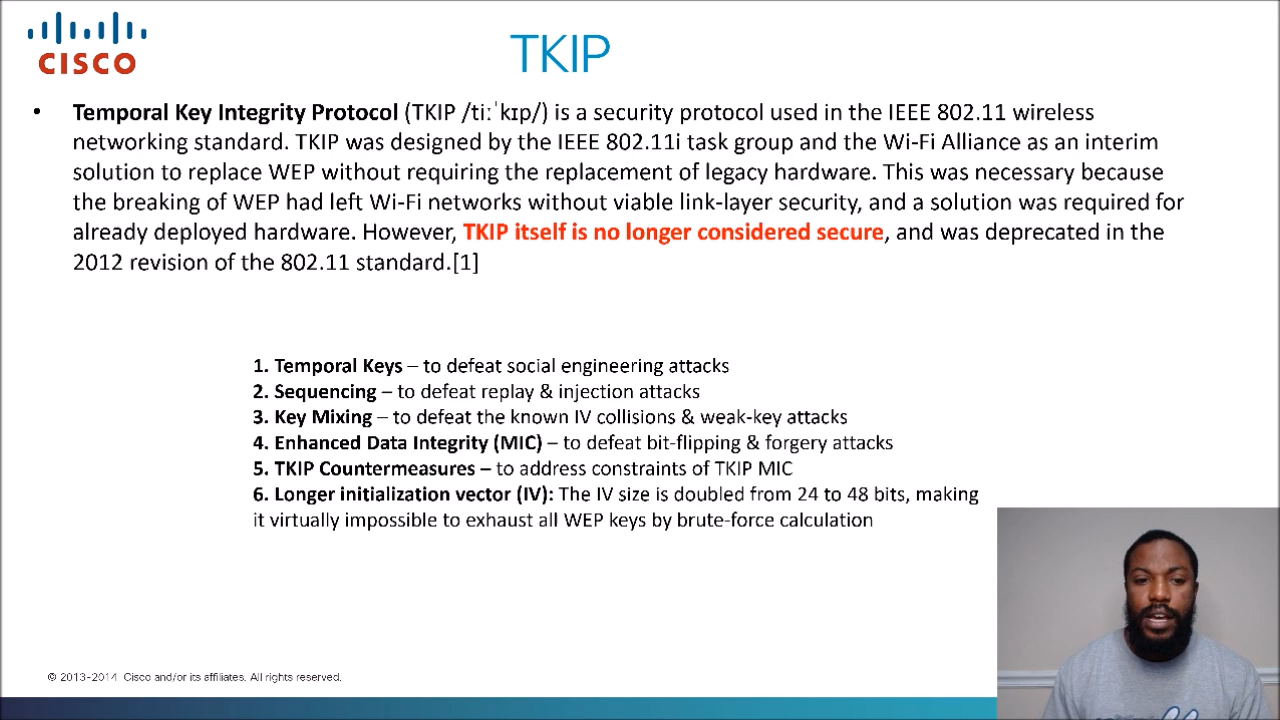 CISCO
TKIP
• Temporal Key Integrity Protocol (TKIP /tiːˈkɪp/) is a security protocol used in the IEEE 802.11 wireless
networking standard. TKIP was designed by the IEEE 802.11i task group and the Wi-Fi Alliance as an interim
solution to replace WEP without requiring the replacement of legacy hardware. This was necessary because
the breaking of WEP had left Wi-Fi networks without viable link-layer security, and a solution was required for
already deployed hardware. However, TKIP itself is no longer considered secure, and was deprecated in the
2012 revision of the 802.11 standard.[1]
1. Temporal Keys – to defeat social engineering attacks
2. Sequencing – to defeat replay & injection attacks
3. Key Mixing – to defeat the known IV collisions & weak-key attacks
4. Enhanced Data Integrity (MIC) – to defeat bit-flipping & forgery attacks
5. TKIP Countermeasures – to address constraints of TKIP MIC
6. Longer initialization vector (IV): The IV size is doubled from 24 to 48 bits, making
it virtually impossible to exhaust all WEP keys by brute-force calculation
© 2013-2014 Cisco and/or its affiliates. All rights reserved.